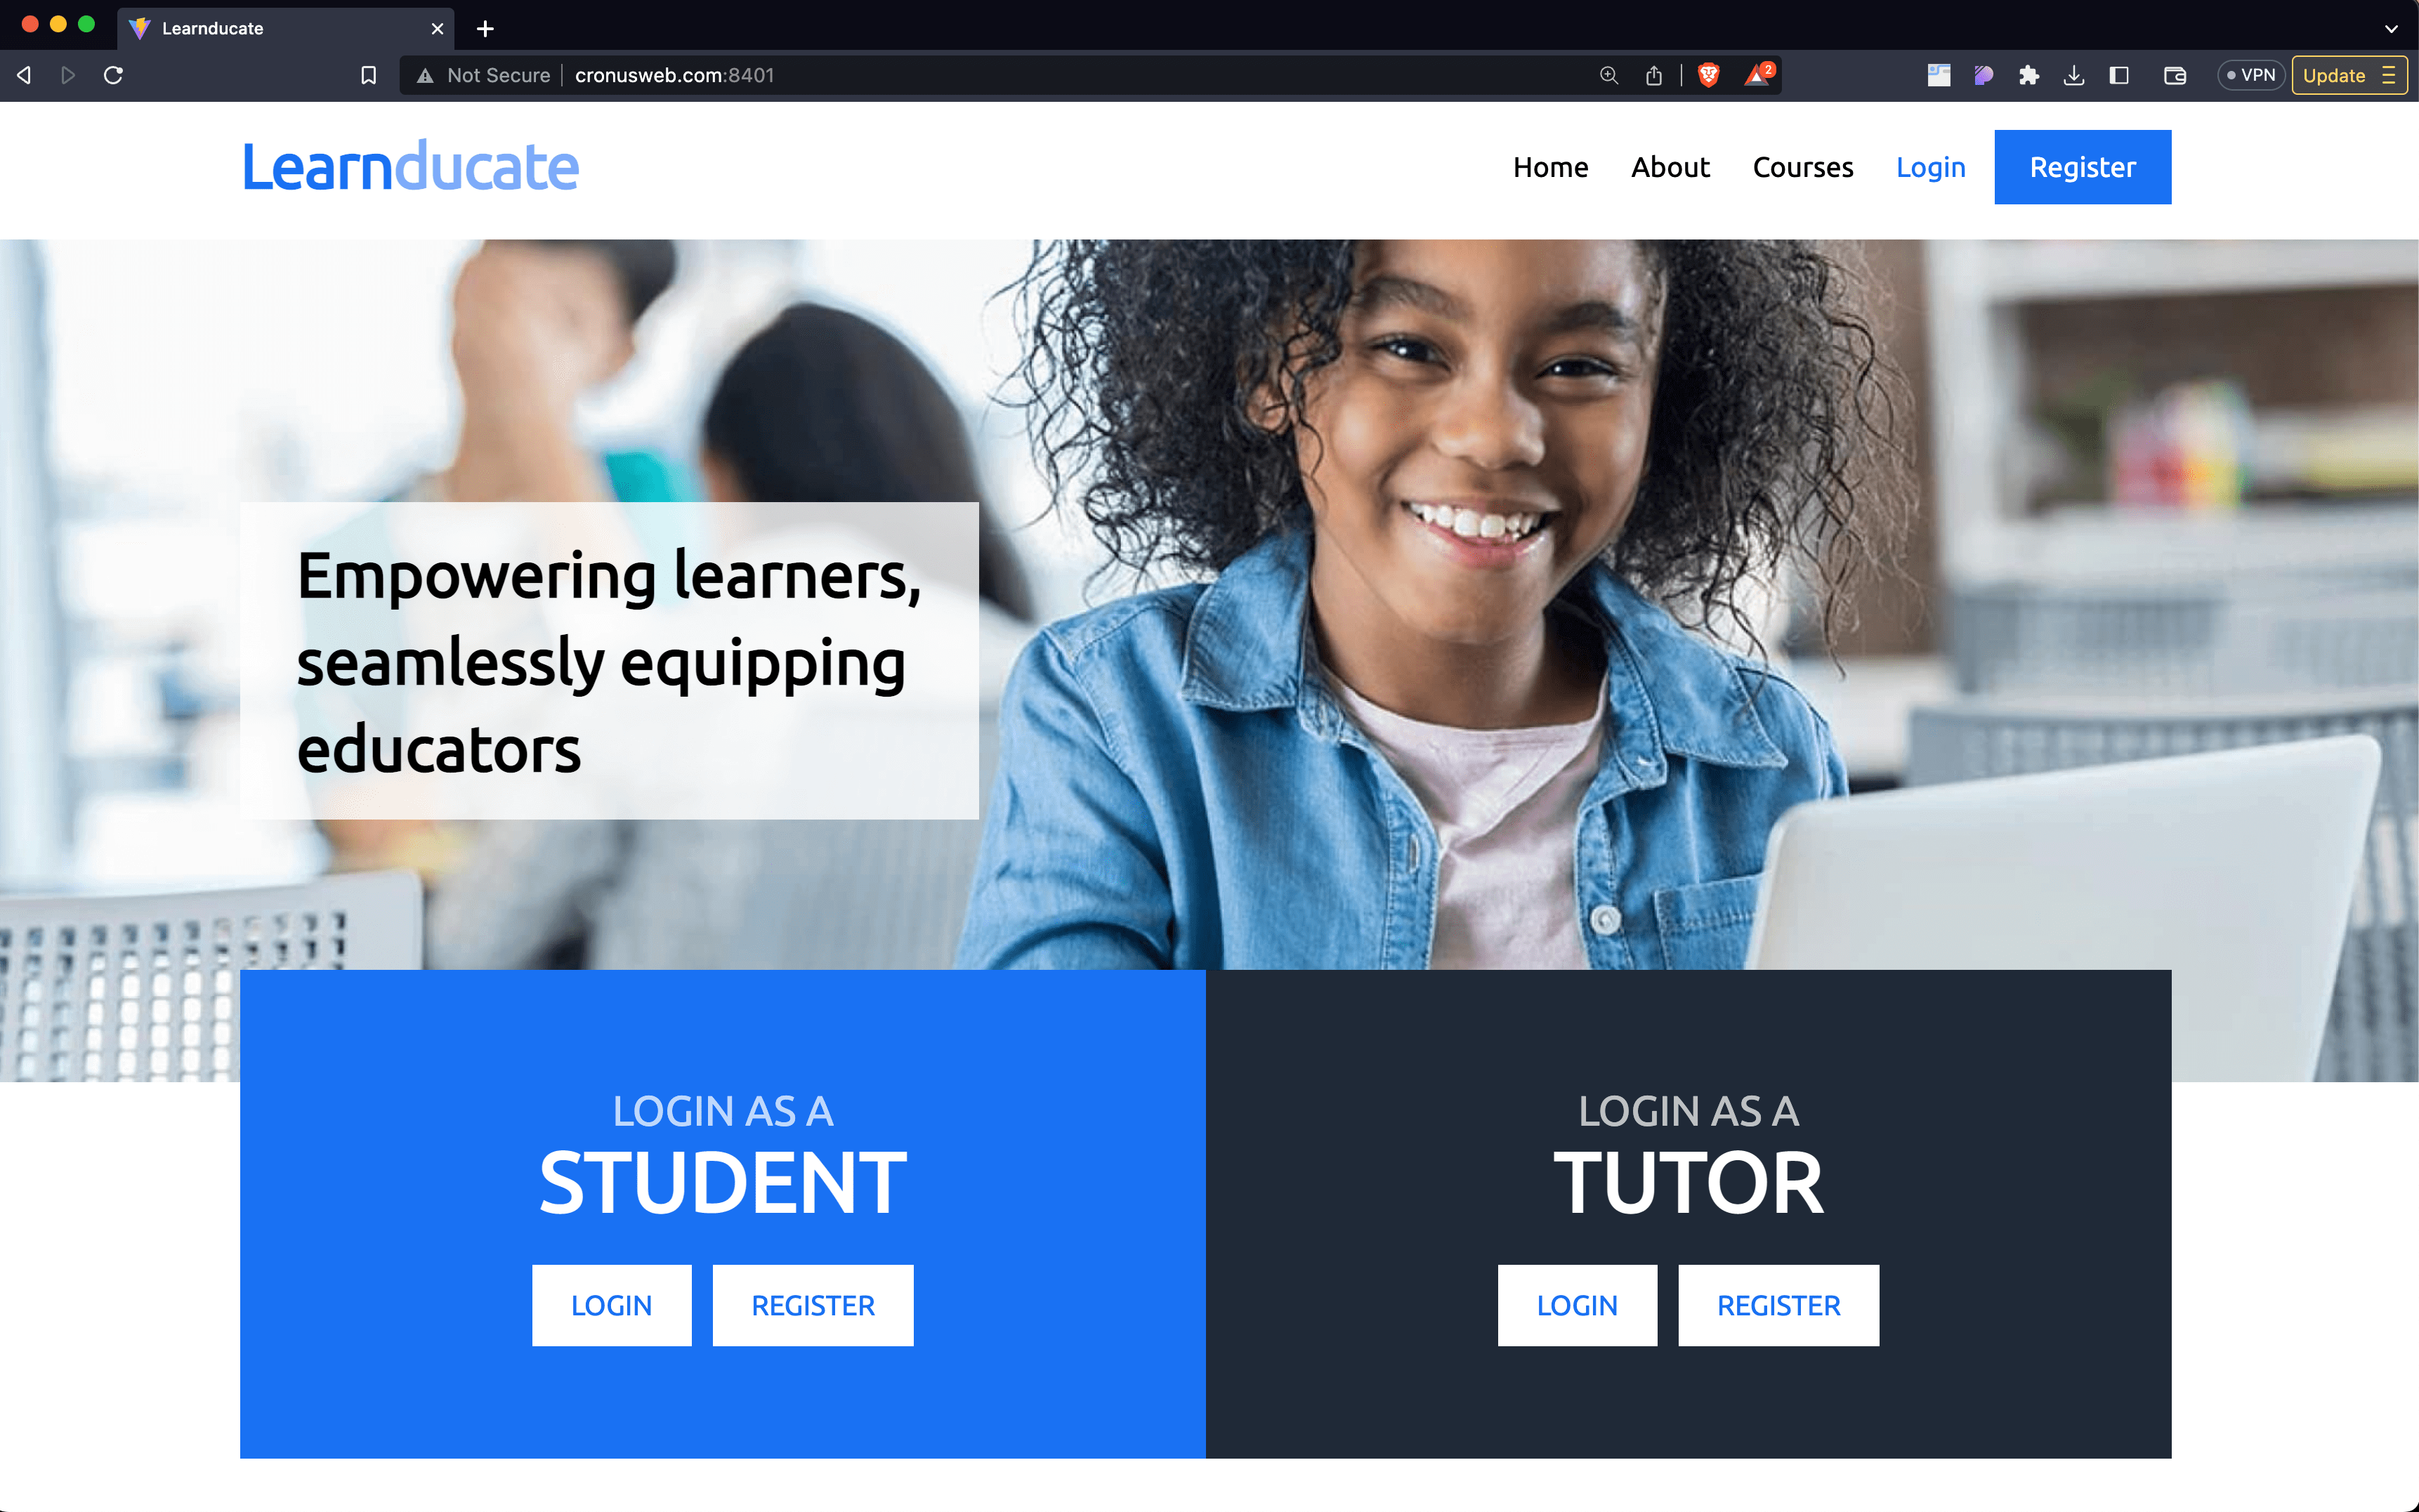 Learnducate
Not Secure cronusweb.com:8401
2
VPN
Update
Learnducate
Home About Courses Login Register
Empowering learners,
seamlessly equipping
educators
LOGIN AS A
STUDENT
LOGIN REGISTER
LOGIN AS A
TUTOR
LOGIN REGISTER